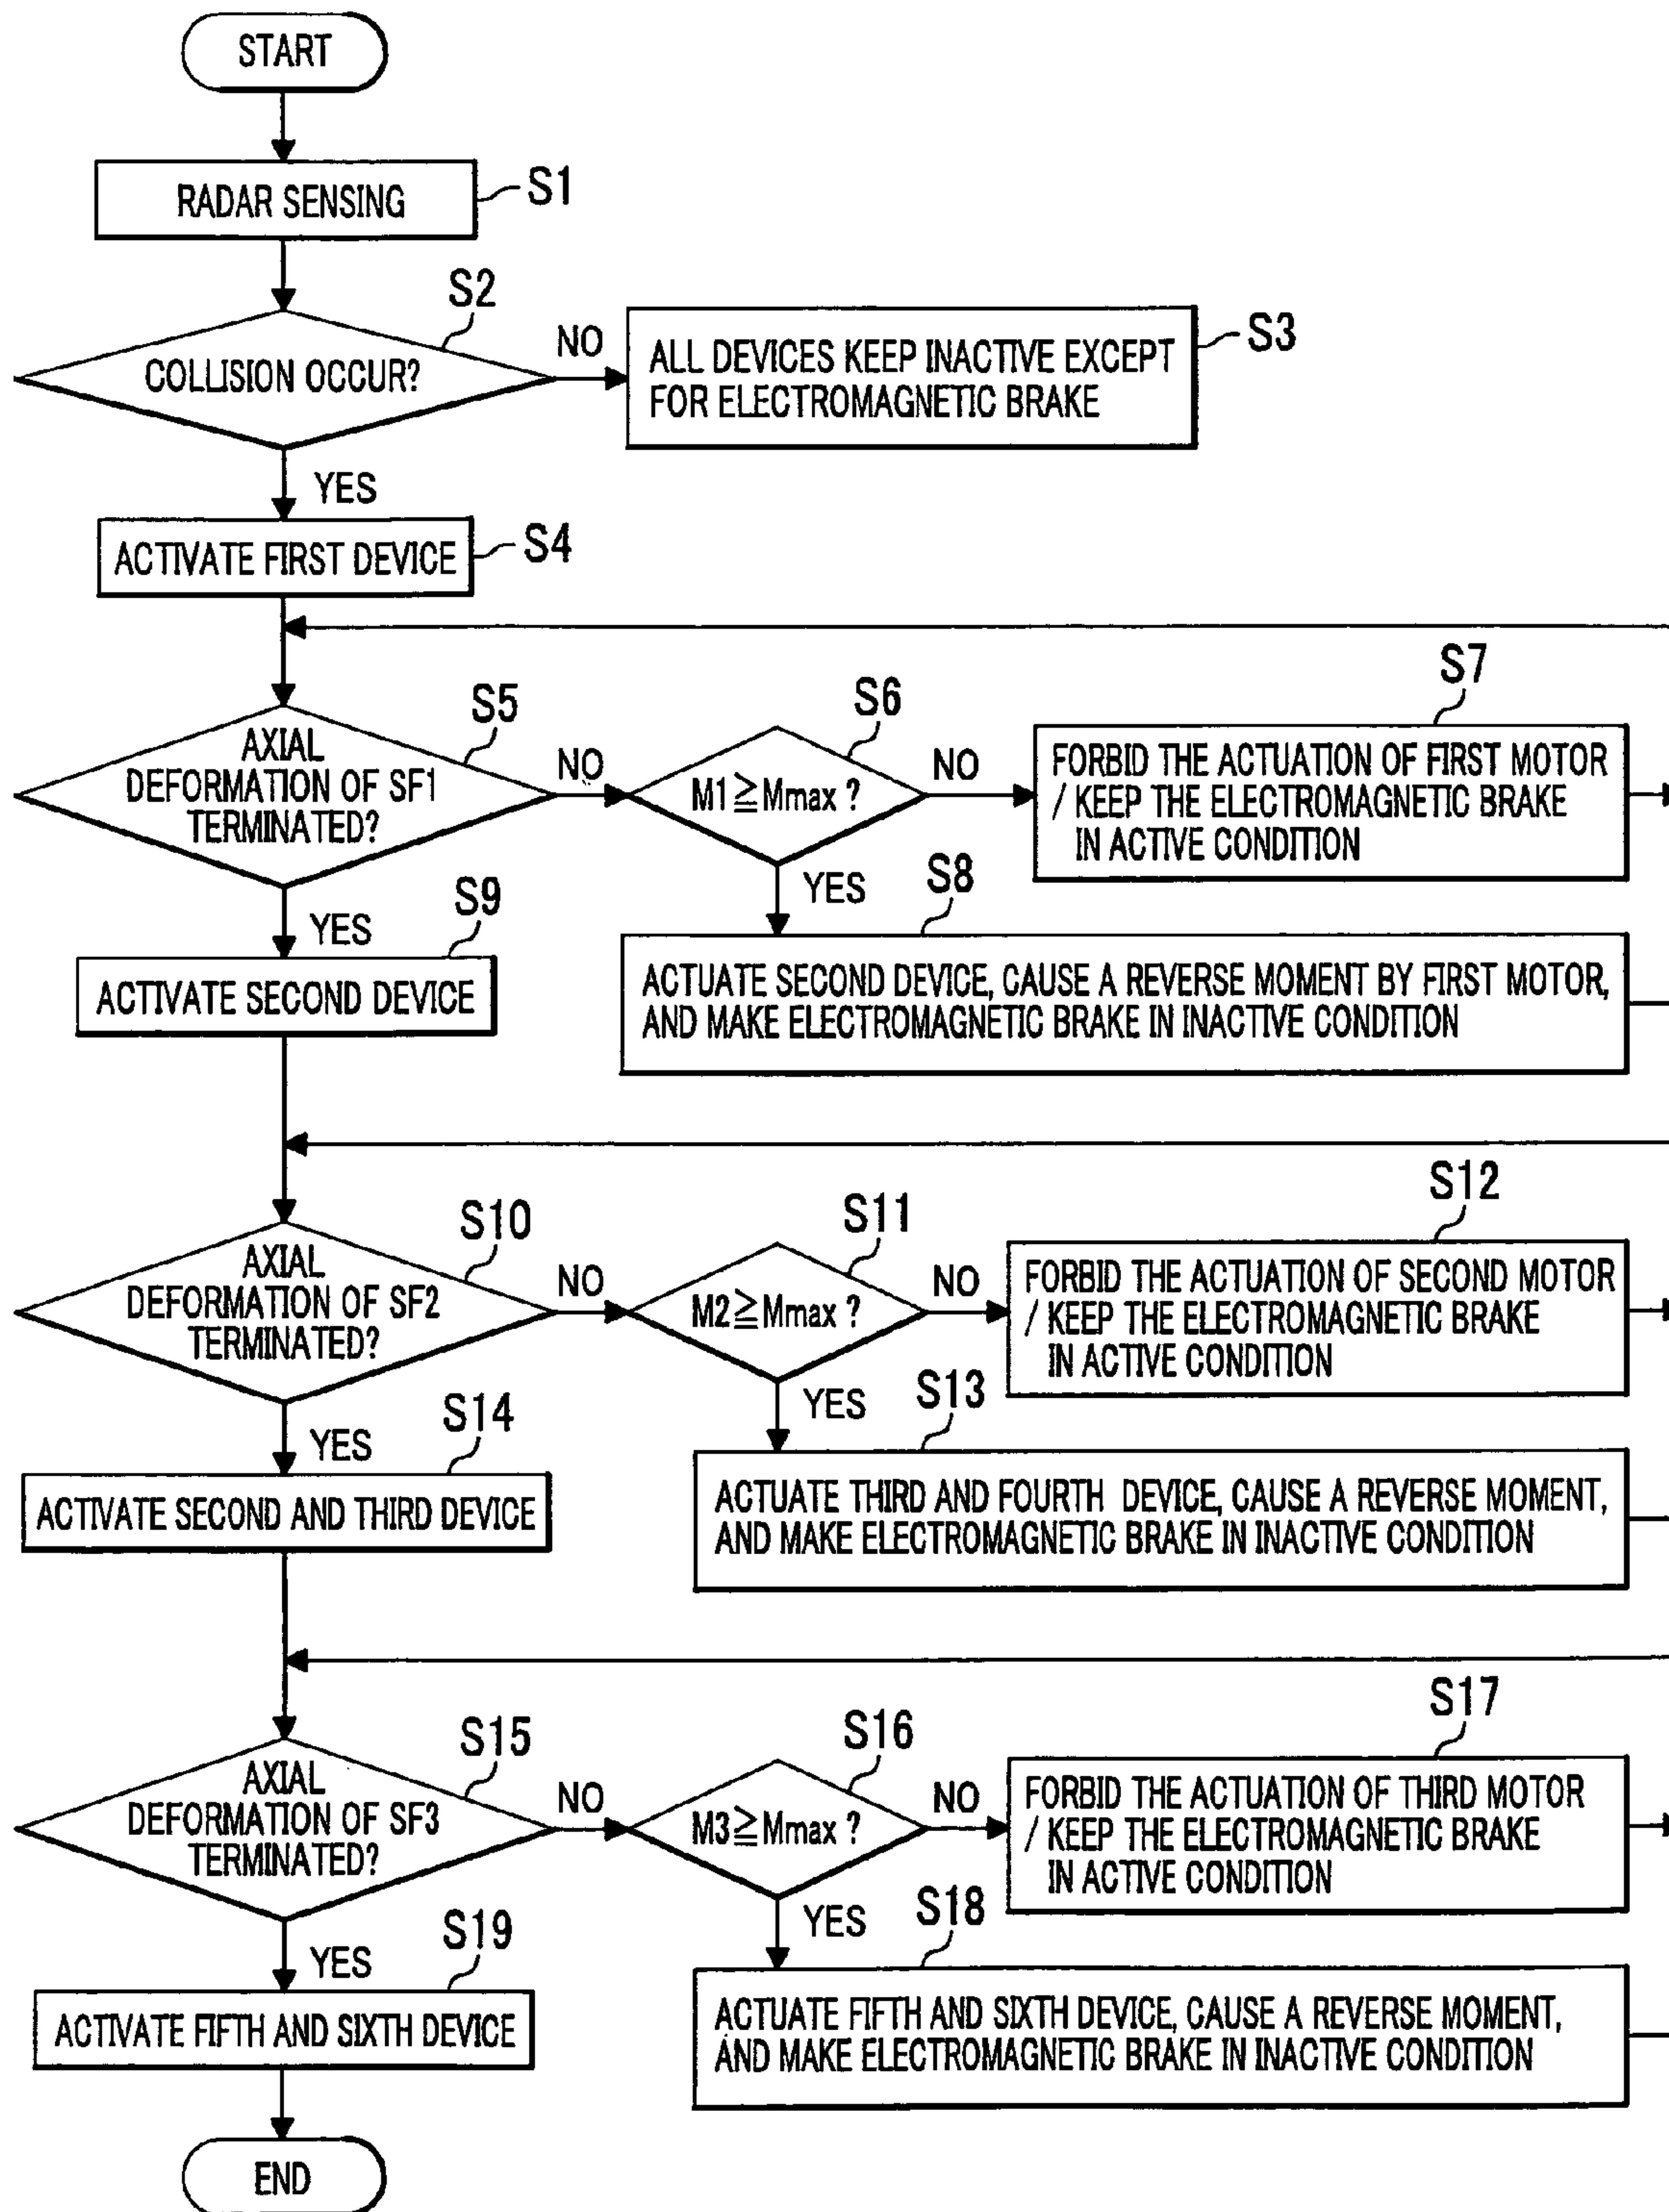 START
RADAR SENSING
S1
S2
COLLISION OCCUR?
NO
ALL DEVICES KEEP INACTIVE EXCEPT
FOR ELECTROMAGNETIC BRAKE
S3
YES
ACTIVATE FIRST DEVICE
S4
S5
AXIAL
DEFORMATION OF SF1
TERMINATED?
NO
S6
M1≧Mmax ?
NO
S7
FORBID THE ACTUATION OF FIRST MOTOR
/ KEEP THE ELECTROMAGNETIC BRAKE
IN ACTIVE CONDITION
YES
S8
ACTUATE SECOND DEVICE, CAUSE A REVERSE MOMENT BY FIRST MOTOR,
AND MAKE ELECTROMAGNETIC BRAKE IN INACTIVE CONDITION
YES
S9
ACTIVATE SECOND DEVICE
S10
AXIAL
DEFORMATION OF SF2
TERMINATED?
NO
S11
M2≧Mmax ?
NO
S12
FORBID THE ACTUATION OF SECOND MOTOR
/ KEEP THE ELECTROMAGNETIC BRAKE
IN ACTIVE CONDITION
YES
S13
ACTUATE THIRD AND FOURTH DEVICE, CAUSE A REVERSE MOMENT,
AND MAKE ELECTROMAGNETIC BRAKE IN INACTIVE CONDITION
YES
S14
ACTIVATE SECOND AND THIRD DEVICE
S15
AXIAL
DEFORMATION OF SF3
TERMINATED?
NO
S16
M3≧Mmax ?
NO
S17
FORBID THE ACTUATION OF THIRD MOTOR
/ KEEP THE ELECTROMAGNETIC BRAKE
IN ACTIVE CONDITION
YES
S18
ACTUATE FIFTH AND SIXTH DEVICE, CAUSE A REVERSE MOMENT,
AND MAKE ELECTROMAGNETIC BRAKE IN INACTIVE CONDITION
YES
S19
ACTIVATE FIFTH AND SIXTH DEVICE
END